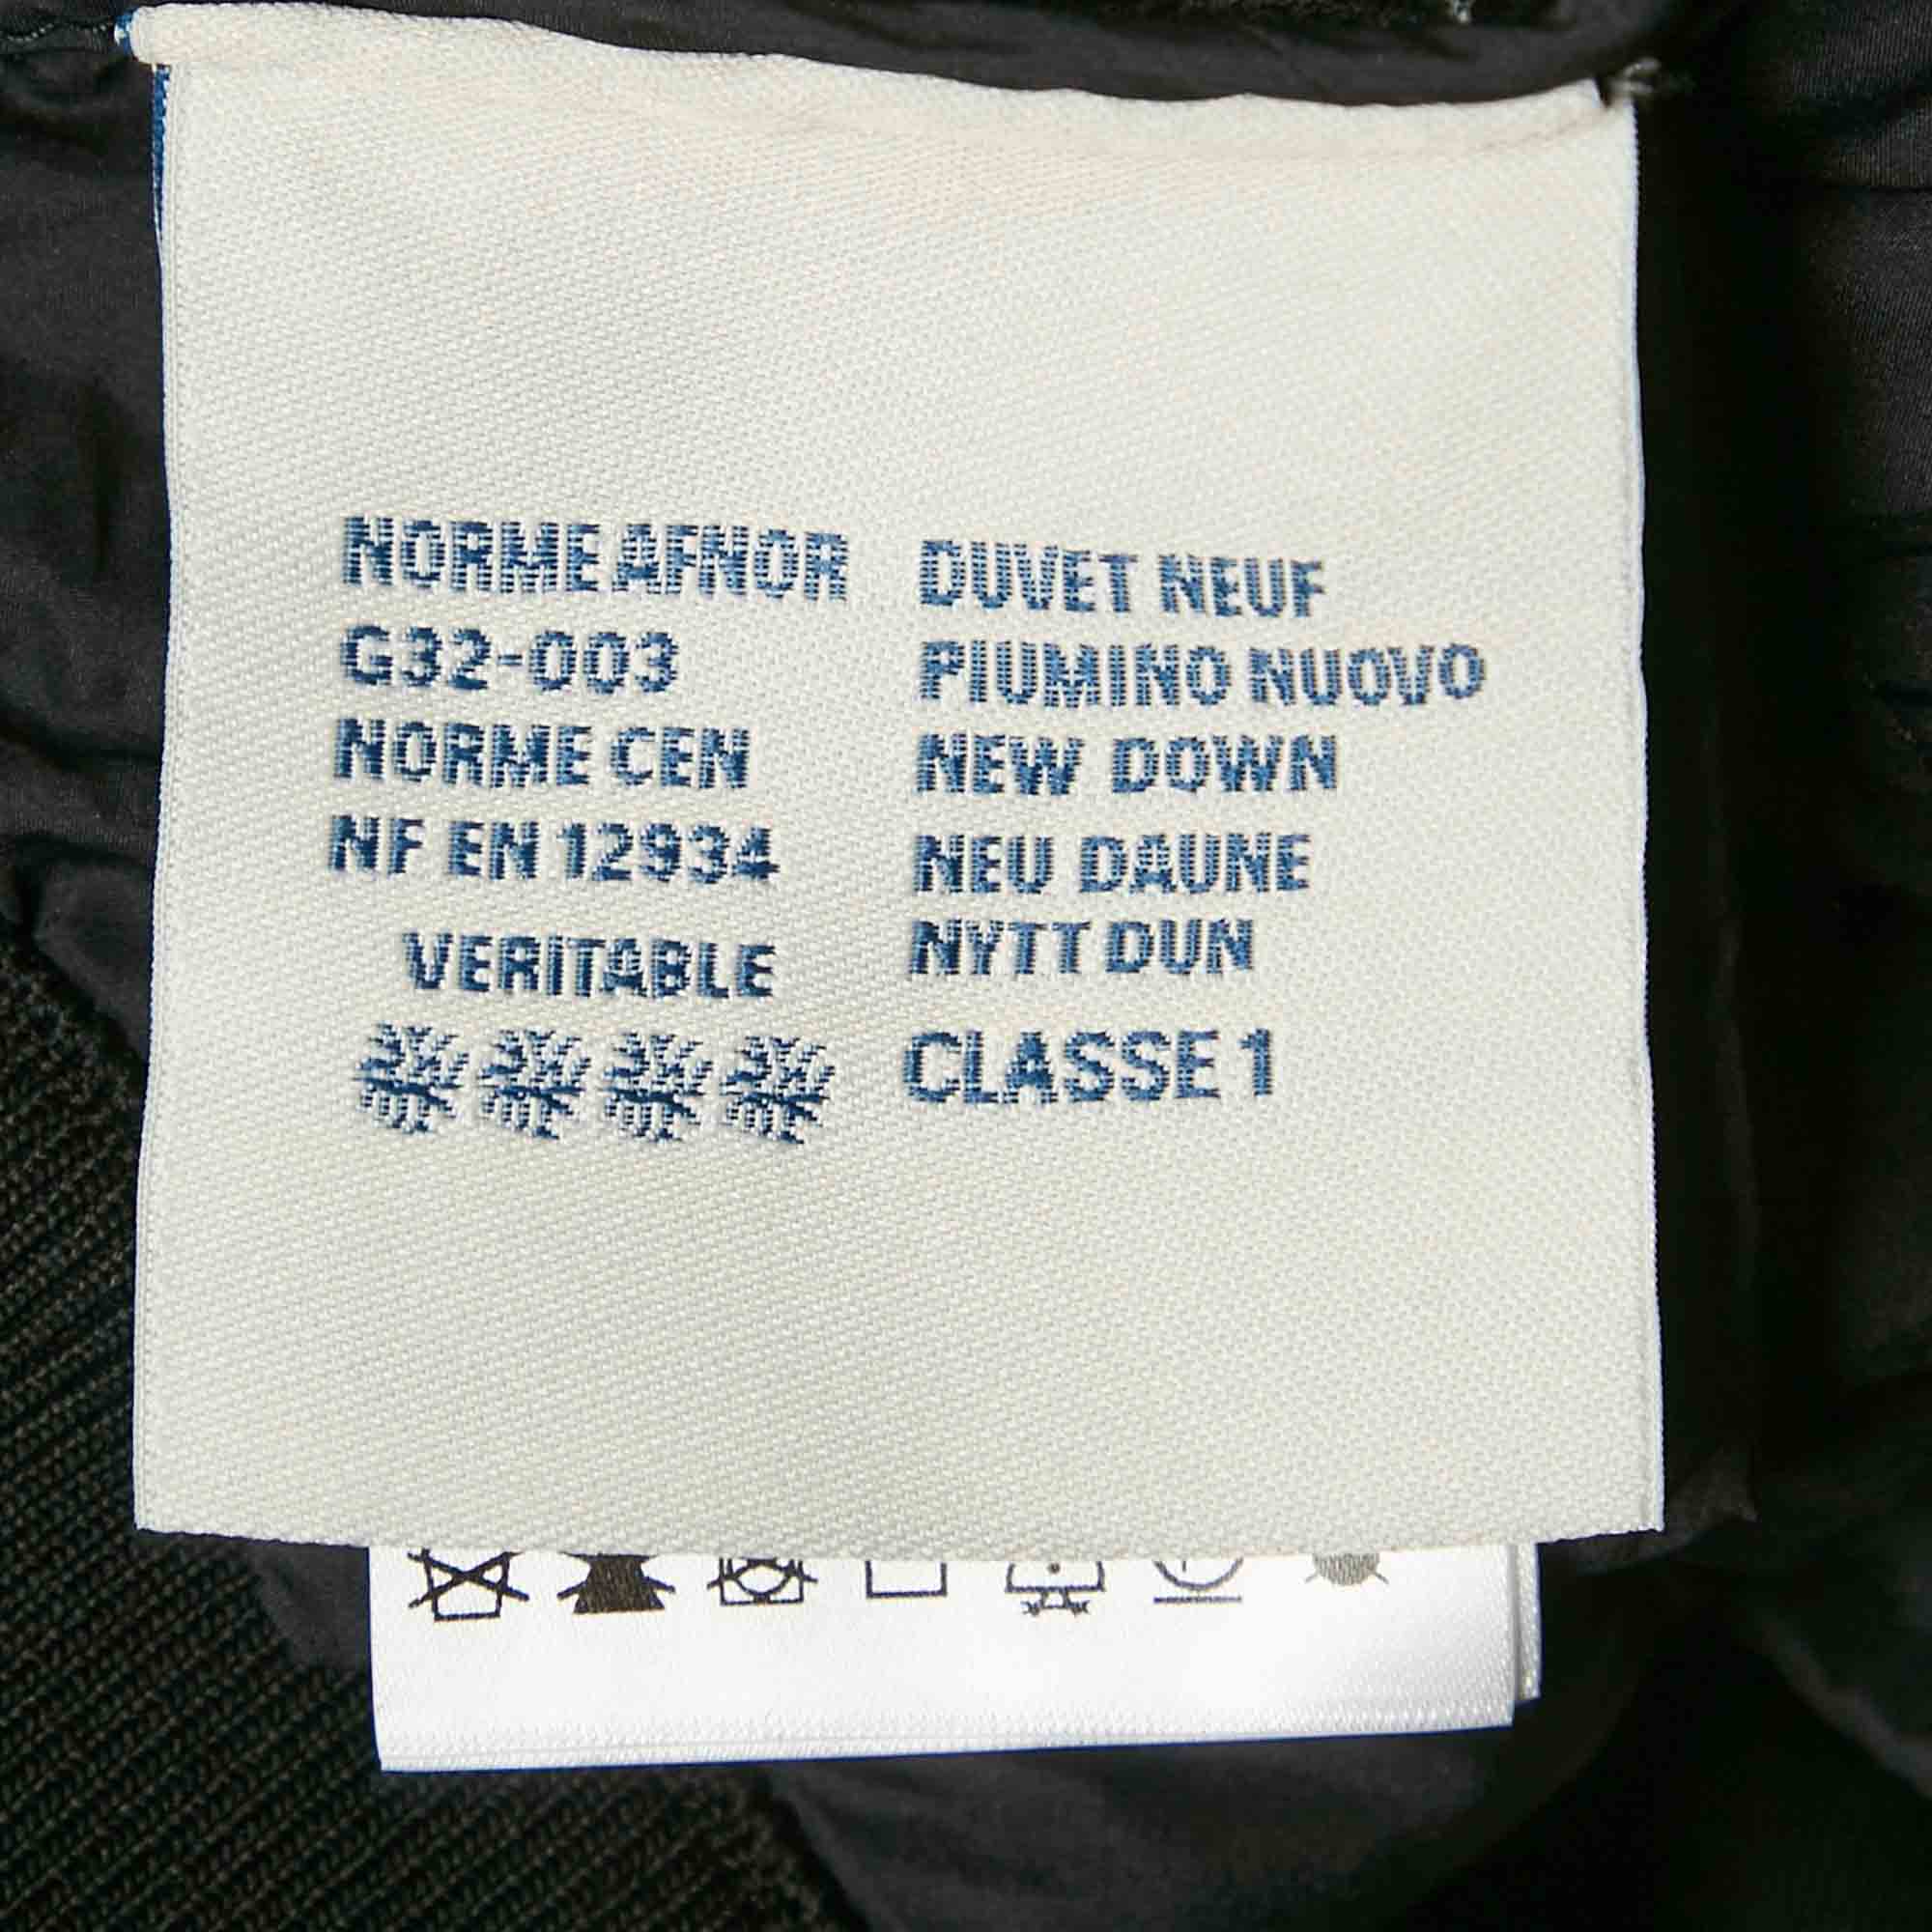 NORME AFNOR
G32-003
NORME CEN
NF EN 12934
VERITABLE
DUVET NEUF
PIUMINO NUOVO
NEW DOWN
NEU DAUNE
NYTT DUN
CLASSE 1